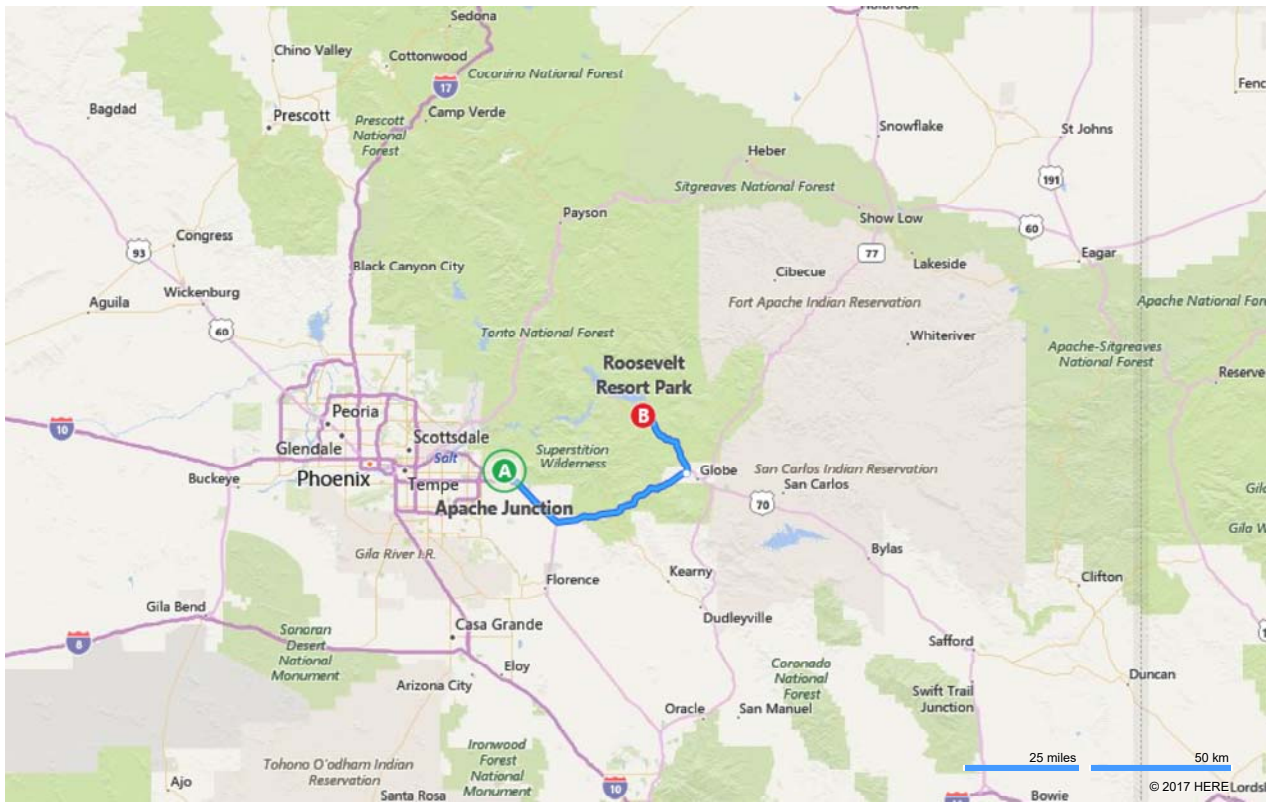 Sedona
Holbrook
Chino Valley
Cottonwood
Coconino National Forest
17
Bagdad
Camp Verde
Prescott
Prescott
National
Forest
Snowflake
St Johns
Heber
Sitgreaves National Forest
191
Payson
Show Low
60
Congress
93
77
Eagar
Black Canyon City
Lakeside
Cibecue
Wickenburg
Aguila
Fort Apache Indian Reservation
Apache National
60
Tonto National Forest
Whiteriver
Apache-Sitgreaves
National Forest
Roosevelt
Resort Park
Reserve
B
Peoria
10
Glendale
Scottsdale
Salt
Superstition
Wilderness
A
Phoenix
Tempe
Buckeye
Globe
San Carlos Indian Reservation
San Carlos
Apache Junction
70
Gila River I.R.
Bylas
Florence
Kearny
Clifton
Gila Bend
Dudleyville
8
Casa Grande
Sonoran
Desert
National
Monument
Safford
Eloy
Coronado
National
Forest
Arizona City
Duncan
Swift Trail
Junction
Oracle
San Manuel
Ironwood
Forest
National
Monument
Tohono O'odham Indian
Reservation
25 miles
50 km
Ajo
10
Santa Rosa
© 2017 HERE
Bowie